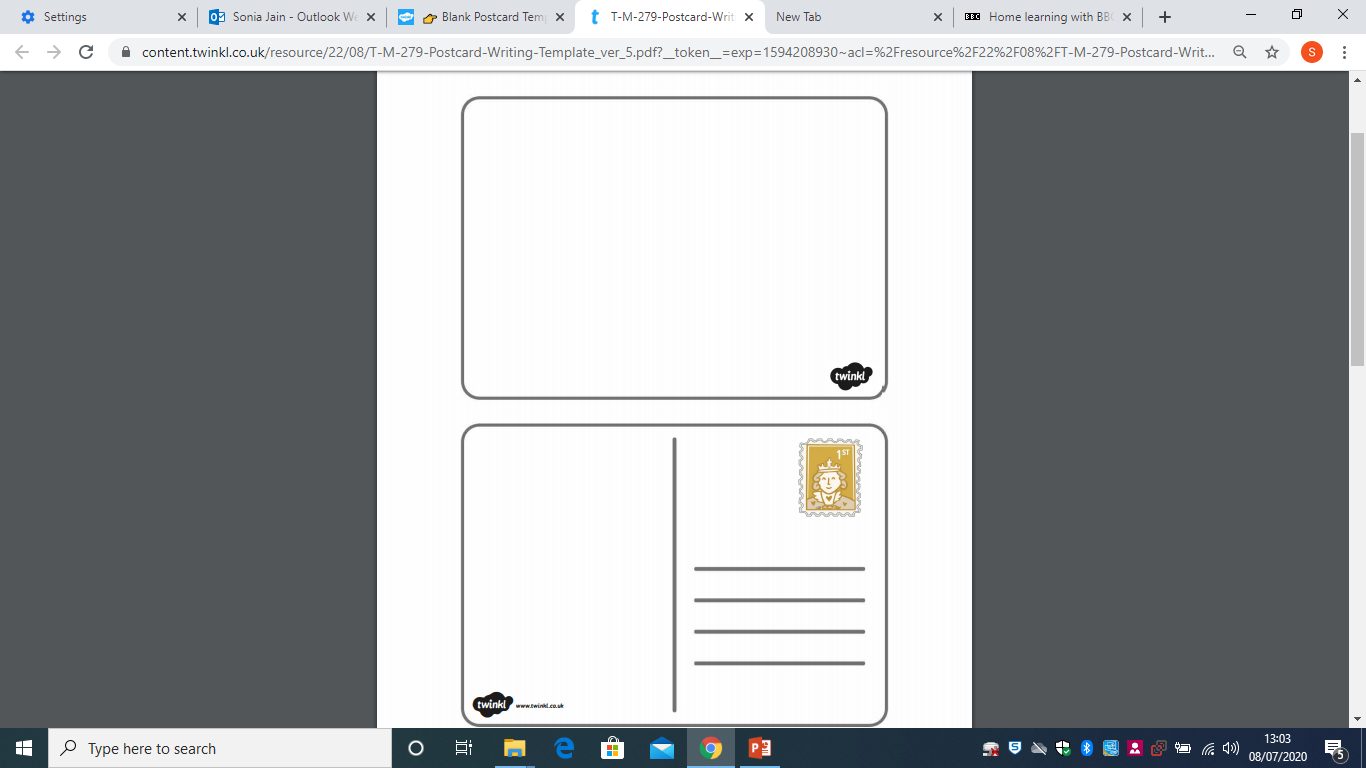 Settings
Sonia Jain - Outlook We
Blank Postcard Temp
T-M-279-Postcard-Writ
New Tab
BBC
Home learning with BBC
content.twinkl.co.uk/resource/22/08/T-M-279-Postcard-Writing-Template_ver_5.pdf?__token__=exp=1594208930~acl=%2Fresource%2F22%2F08%2FT-M-279-Postcard-Writ...
S
twinkl
1ST
twinkl www.twinkl.co.uk
Type here to search
13:03
08/07/2020
5